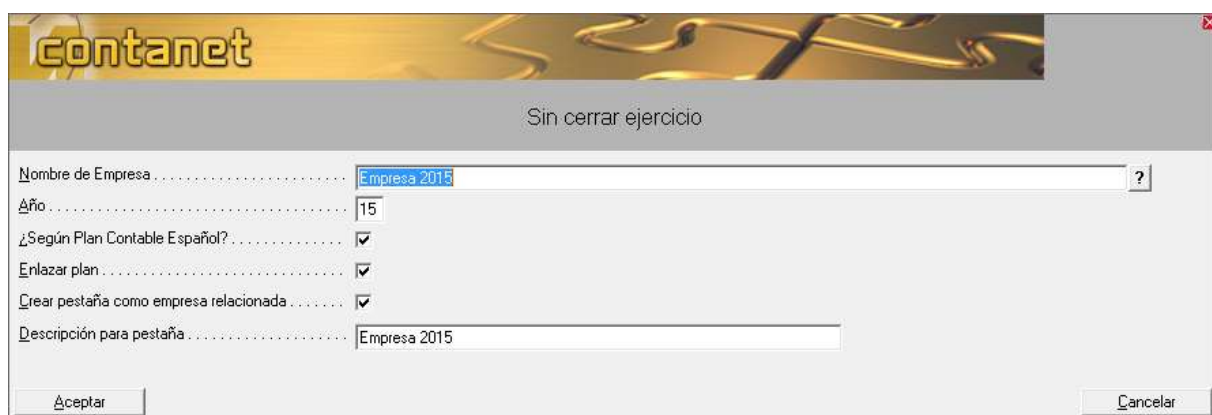 contanet
Sin cerrar ejercicio
Nombre de Empresa . . . . . . . . . . . . . . . . . . . . . . . . Empresa 2015 ?
Año . . . . . . . . . . . . . . . . . . . . . . . . . . . . . . . . . . . . . 15
¿Según Plan Contable Español? . . . . . . . . . . . . . .
Enlazar plan . . . . . . . . . . . . . . . . . . . . . . . . . . . . . .
Crear pestaña como empresa relacionada . . . . . . .
Descripción para pestaña . . . . . . . . . . . . . . . . . . . . Empresa 2015
Aceptar Cancelar